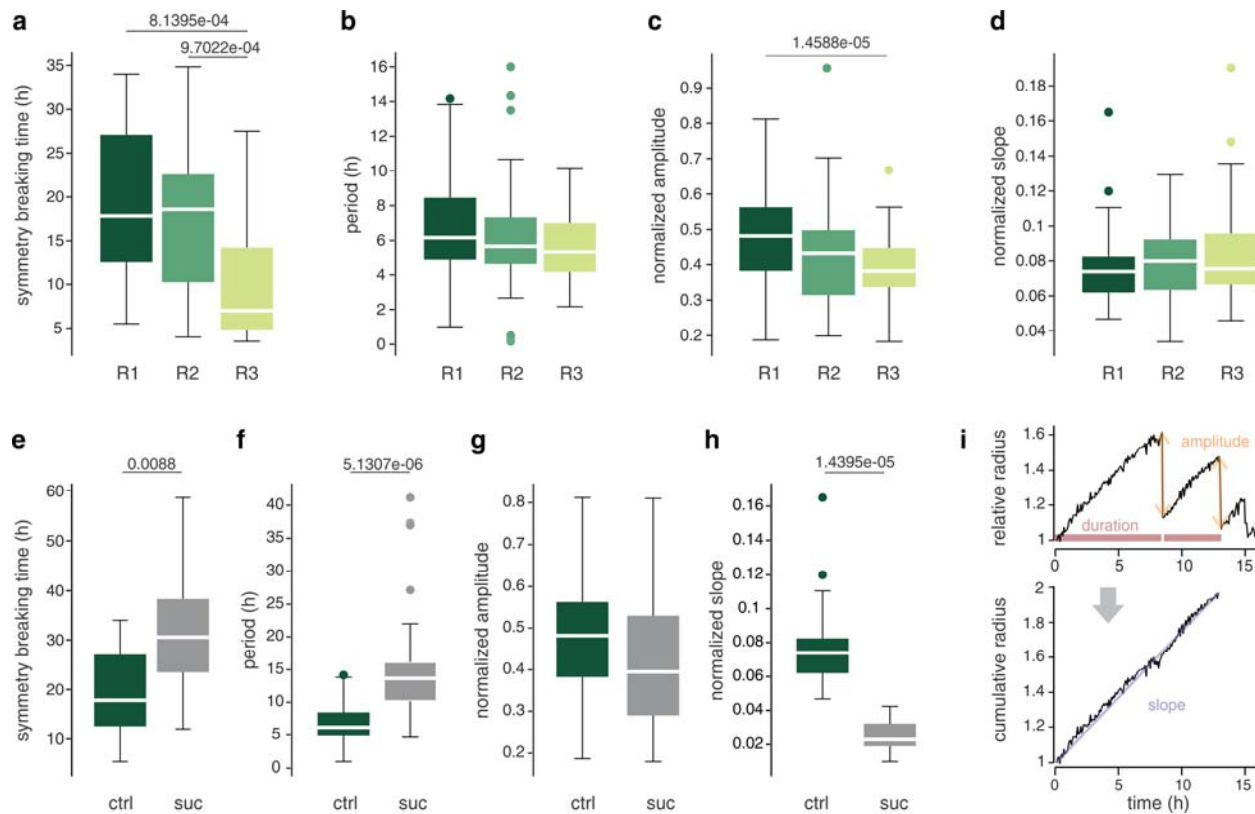 a
8.1395e-04
9.7022e-04
symmetry breaking time (h)
35
30
25
20
15
10
5
R1 R2 R3
b
period (h)
16
14
12
10
8
6
4
2
0
R1 R2 R3
c
1.4588e-05
normalized amplitude
0.9
0.8
0.7
0.6
0.5
0.4
0.3
0.2
R1 R2 R3
d
normalized slope
0.18
0.16
0.14
0.12
0.10
0.08
0.06
0.04
R1 R2 R3
e
0.0088
symmetry breaking time (h)
60
50
40
30
20
10
ctrl suc
f
5.1307e-06
period (h)
40
35
30
25
20
15
10
5
0
ctrl suc
g
normalized amplitude
0.8
0.7
0.6
0.5
0.4
0.3
0.2
ctrl suc
h
1.4395e-05
normalized slope
0.16
0.14
0.12
0.10
0.08
0.06
0.04
0.02
ctrl suc
i
relative radius
1.6
1.4
1.2
1
amplitude
duration
0 5 10 15
cumulative radius
2
1.8
1.6
1.4
1.2
1
slope
0 5 10 15
time (h)